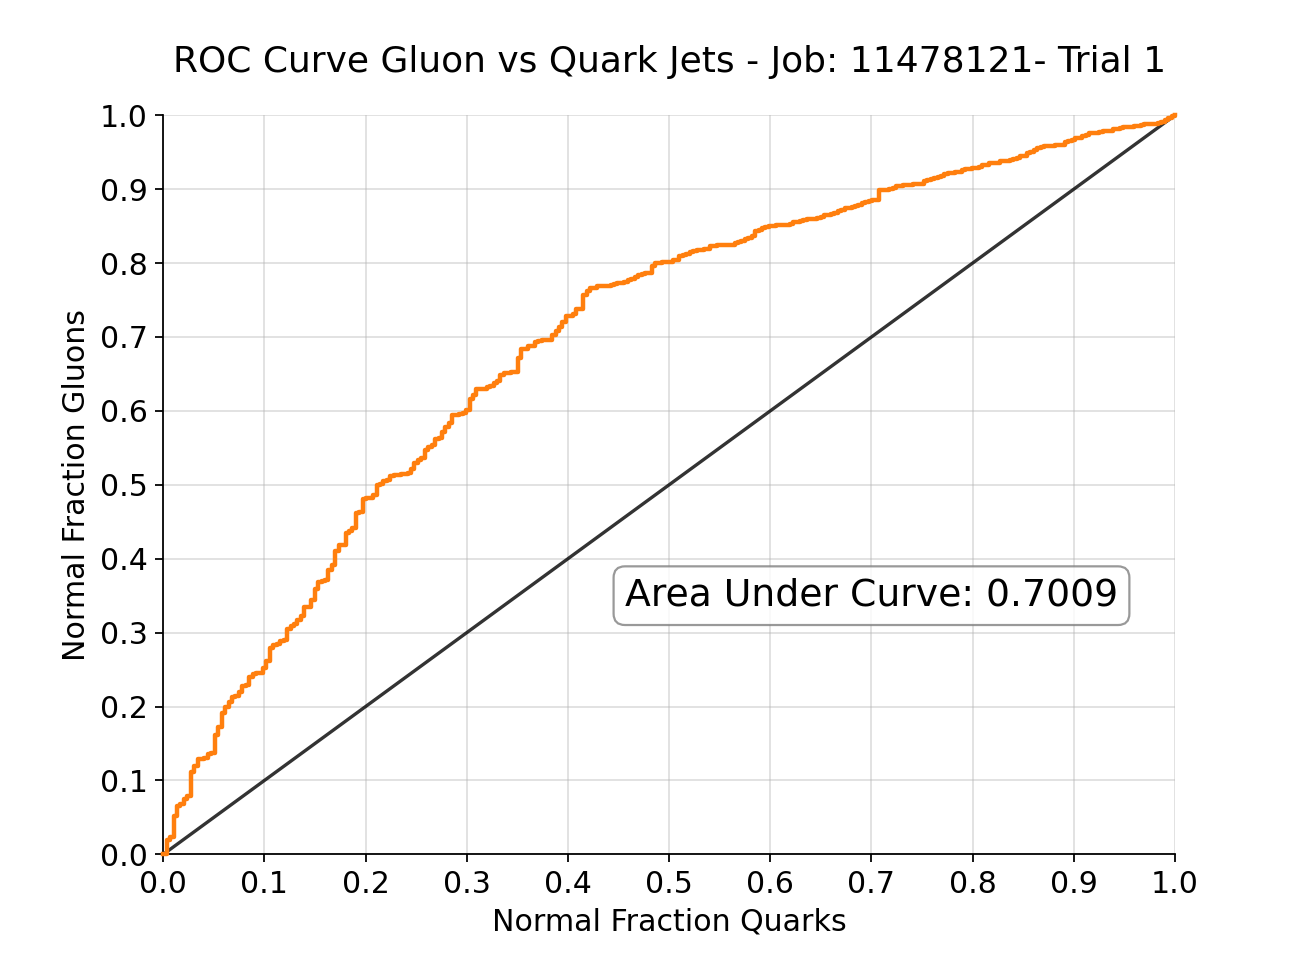 ROC Curve Gluon vs Quark Jets - Job: 11478121- Trial 1
1.0
0.9
0.8
0.7
0.6
0.5
0.4
0.3
0.2
0.1
0.0
Normal Fraction Gluons
Area Under Curve: 0.7009
0.0 0.1 0.2 0.3 0.4 0.5 0.6 0.7 0.8 0.9 1.0
Normal Fraction Quarks